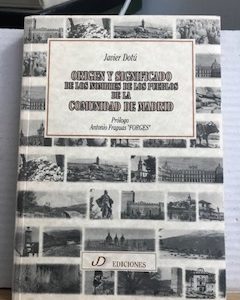 Javier Dotú
ORIGEN Y SIGNIFICADO
DE LOS NOMBRES DE LOS PUEBLOS
DE LA
COMUNIDAD DE MADRID
Prólogo
Antonio Fraguas "FORGES"
JD EDICIONES